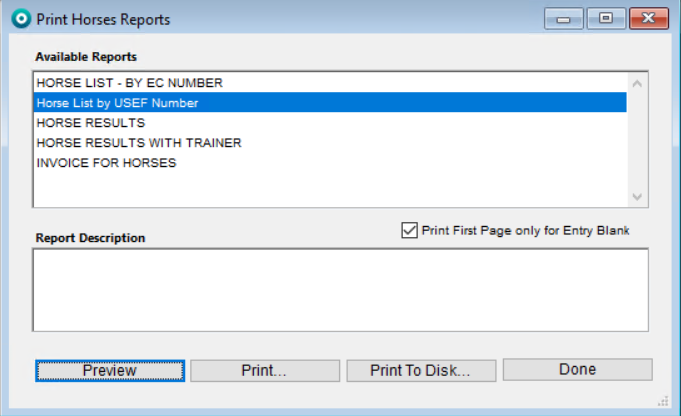 Print Horses Reports
Available Reports
HORSE LIST - BY EC NUMBER
Horse List by USEF Number
HORSE RESULTS
HORSE RESULTS WITH TRAINER
INVOICE FOR HORSES
Print First Page only for Entry Blank
Report Description
Preview Print... Print To Disk... Done